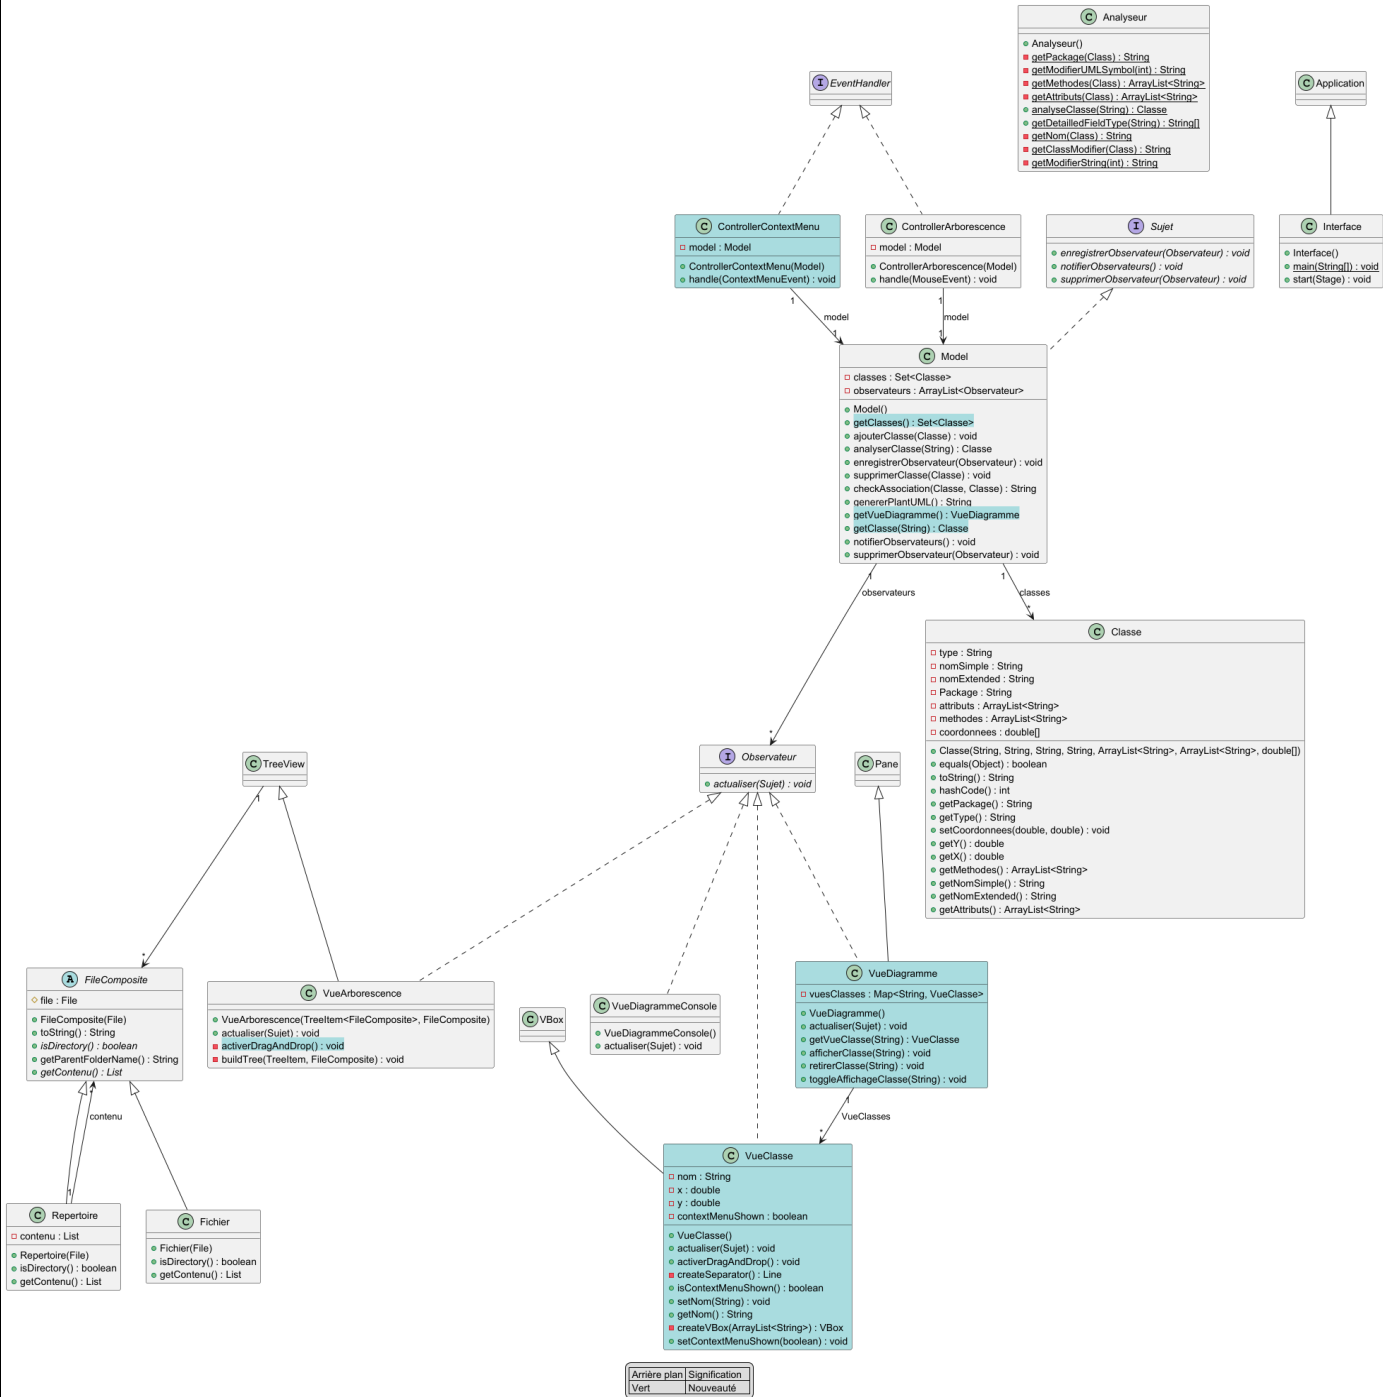 C Analyseur
Analyseur()
getPackage(Class) : String
getModifierUMLSymbol(int) : String
getMethodes(Class) : ArrayList<String>
getAttributs(Class) : ArrayList<String>
analyseClasse(String) : Classe
getDetailledFieldType(String) : String[]
getNom(Class) : String
getClassModifier(Class) : String
getModifierString(int) : String
I EventHandler
C Application
C ControllerContextMenu
model : Model
ControllerContextMenu(Model)
handle(ContextMenuEvent) : void
C ControllerArborescence
model : Model
ControllerArborescence(Model)
handle(MouseEvent) : void
I Sujet
enregistrerObservateur(Observateur) : void
notifierObservateurs() : void
supprimerObservateur(Observateur) : void
C Interface
Interface()
main(String[]) : void
start(Stage) : void
1
model
1
1
model
1
C Model
classes : Set<Classe>
observateurs : ArrayList<Observateur>
Model()
getClasses() : Set<Classe>
ajouterClasse(Classe) : void
analyserClasse(String) : Classe
enregistrerObservateur(Observateur) : void
supprimerClasse(Classe) : void
checkAssociation(Classe, Classe) : String
genererPlantUML() : String
getVueDiagramme() : VueDiagramme
getClasse(String) : Classe
notifierObservateurs() : void
supprimerObservateur(Observateur) : void
1
observateurs
*
1
classes
*
C Classe
type : String
nomSimple : String
nomExtended : String
Package : String
attributs : ArrayList<String>
methodes : ArrayList<String>
coordonnees : double[]
Classe(String, String, String, String, ArrayList<String>, ArrayList<String>, double[])
equals(Object) : boolean
toString() : String
hashCode() : int
getPackage() : String
getType() : String
setCoordonnees(double, double) : void
getY() : double
getX() : double
getMethodes() : ArrayList<String>
getNomSimple() : String
getNomExtended() : String
getAttributs() : ArrayList<String>
C TreeView
1
*
I Observateur
actualiser(Sujet) : void
C Pane
A FileComposite
file : File
FileComposite(File)
toString() : String
isDirectory() : boolean
getParentFolderName() : String
getContenu() : List
C VueArborescence
VueArborescence(TreeItem<FileComposite>, FileComposite)
actualiser(Sujet) : void
activerDragAndDrop() : void
buildTree(TreeItem, FileComposite) : void
C VBox
C VueDiagrammeConsole
VueDiagrammeConsole()
actualiser(Sujet) : void
C VueDiagramme
vuesClasses : Map<String, VueClasse>
VueDiagramme()
actualiser(Sujet) : void
getVueClasse(String) : VueClasse
afficherClasse(String) : void
retirerClasse(String) : void
toggleAffichageClasse(String) : void
*
contenu
1
1
VueClasses
*
C Repertoire
contenu : List
Repertoire(File)
isDirectory() : boolean
getContenu() : List
C Fichier
Fichier(File)
isDirectory() : boolean
getContenu() : List
C VueClasse
nom : String
x : double
y : double
contextMenuShown : boolean
VueClasse()
actualiser(Sujet) : void
activerDragAndDrop() : void
createSeparator() : Line
isContextMenuShown() : boolean
setNom(String) : void
getNom() : String
createVBox(ArrayList<String>) : VBox
setContextMenuShown(boolean) : void
Arrière plan Signification
Vert Nouveauté